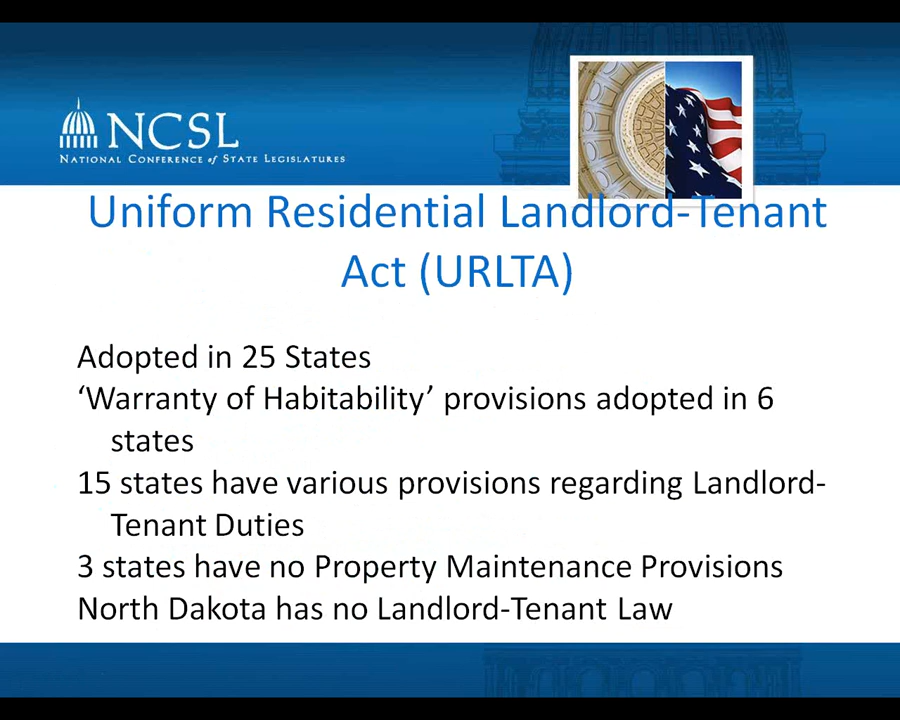 NCSL
NATIONAL CONFERENCE of STATE LEGISLATURES
Uniform Residential Landlord-Tenant
Act (URLTA)
Adopted in 25 States
‘Warranty of Habitability’ provisions adopted in 6
states
15 states have various provisions regarding Landlord-
Tenant Duties
3 states have no Property Maintenance Provisions
North Dakota has no Landlord-Tenant Law